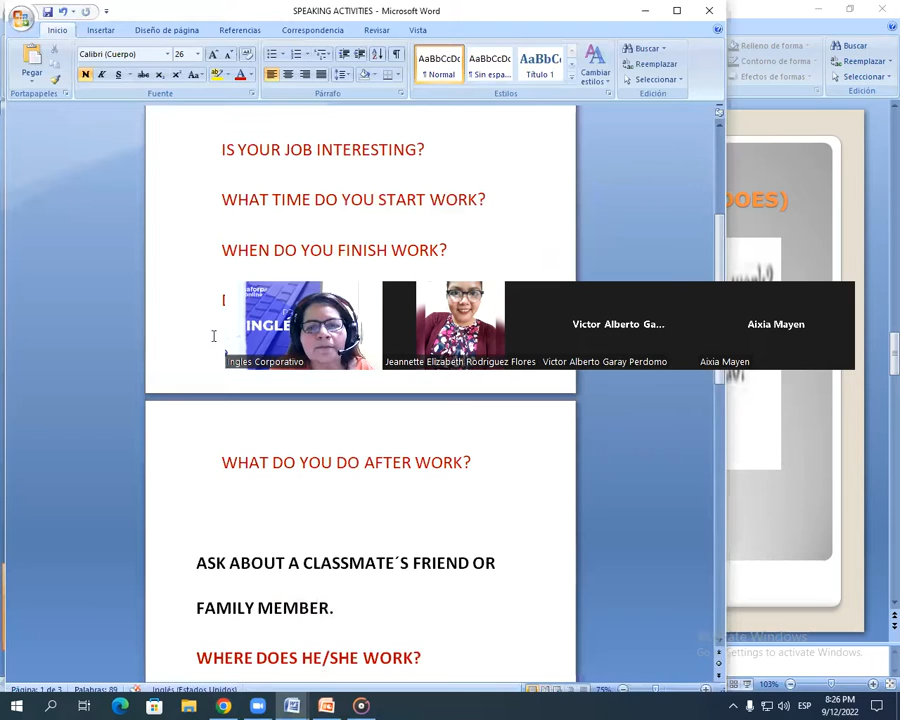 SPEAKING ACTIVITIES - Microsoft Word
Inicio
Insertar
Diseño de página
Referencias
Correspondencia
Revisar
Vista
Pegar
Portapapeles
Calibri (Cuerpo)
26
Fuente
Párrafo
AaBbCcDc
AaBbCcDc
AaBbC
¶ Normal
¶ Sin espa...
Título 1
Estilos
Cambiar
estilos
Buscar
Reemplazar
Seleccionar
Edición
Relleno de forma
Contorno de forma
Efectos de formas
Buscar
Reemplazar
Seleccionar
Edición
DOES)
IS YOUR JOB INTERESTING?
WHAT TIME DO YOU START WORK?
WHEN DO YOU FINISH WORK?
INGLÉ
Inglés Corporativo
Jeannette Elizabeth Rodriguez Flores
Victor Alberto Ga...
Victor Alberto Garay Perdomo
Aixia Mayen
Aixia Mayen
WHAT DO YOU DO AFTER WORK?
ASK ABOUT A CLASSMATE´S FRIEND OR
FAMILY MEMBER.
WHERE DOES HE/SHE WORK?
Activate Windows
Go to Settings to activate Windows.
Página: 1 de 3
Palabras: 89
Inglés (Estados Unidos)
75%
103%
ESP
8:26 PM
9/12/2022